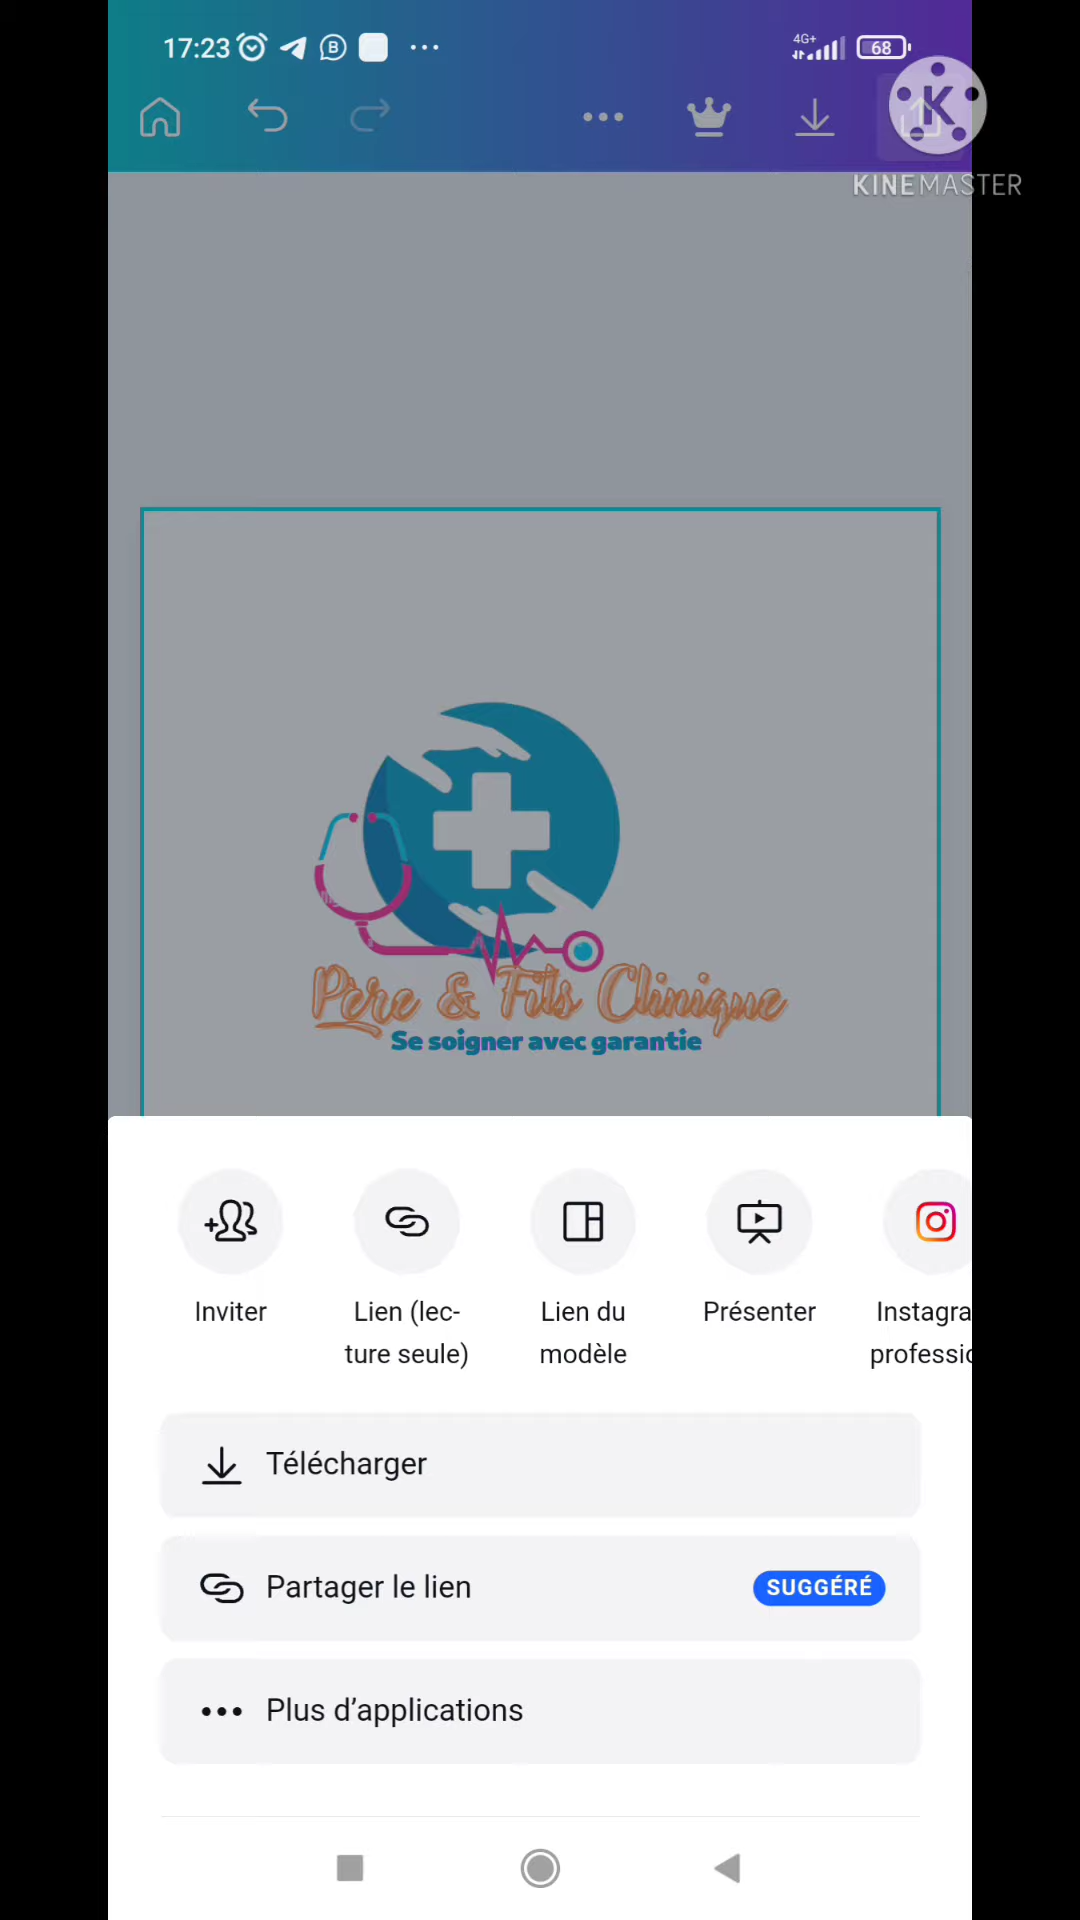 17:23
4G+
68
KINEMASTER
Père & Fils Clinique
Se soigner avec garantie
Inviter
Lien (lec-
ture seule)
Lien du
modèle
Présenter
Instagra
professio
Télécharger
Partager le lien
SUGGÉRÉ
Plus d’applications